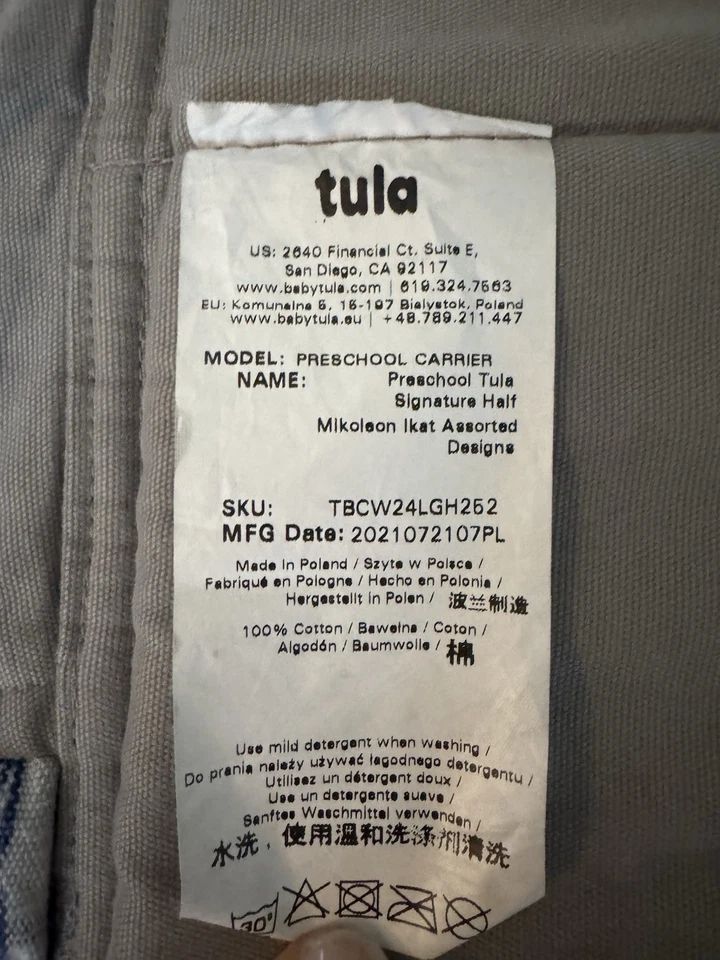 tula
US: 2640 Financial Ct. Suite E,
San Diego, CA 92117
www.babytula.com | 619.324.7663
EU: Komunalna 5, 15-197 Bialystok, Poland
www.babytula.eu | +48.789.211.447
MODEL: PRESCHOOL CARRIER
NAME: Preschool Tula
Signature Half
Mikoleon Ikat Assorted
Designs
SKU: TBCW24LGH252
MFG Date: 2021072107PL
Made in Poland / Szyte w Polsce /
Fabriqué en Pologne / Hecho en Polonia /
Hergestellt in Polen / 波兰制造
100% Cotton / Bawełna / Coton /
Algodón / Baumwolle / 棉
Use mild detergent when washing /
Do prania należy używać łagodnego detergentu /
Utilisez un détergent doux /
Use un detergente suave /
Sanftes Waschmittel verwenden /
水洗，使用溫和洗涤剂清洗
30°